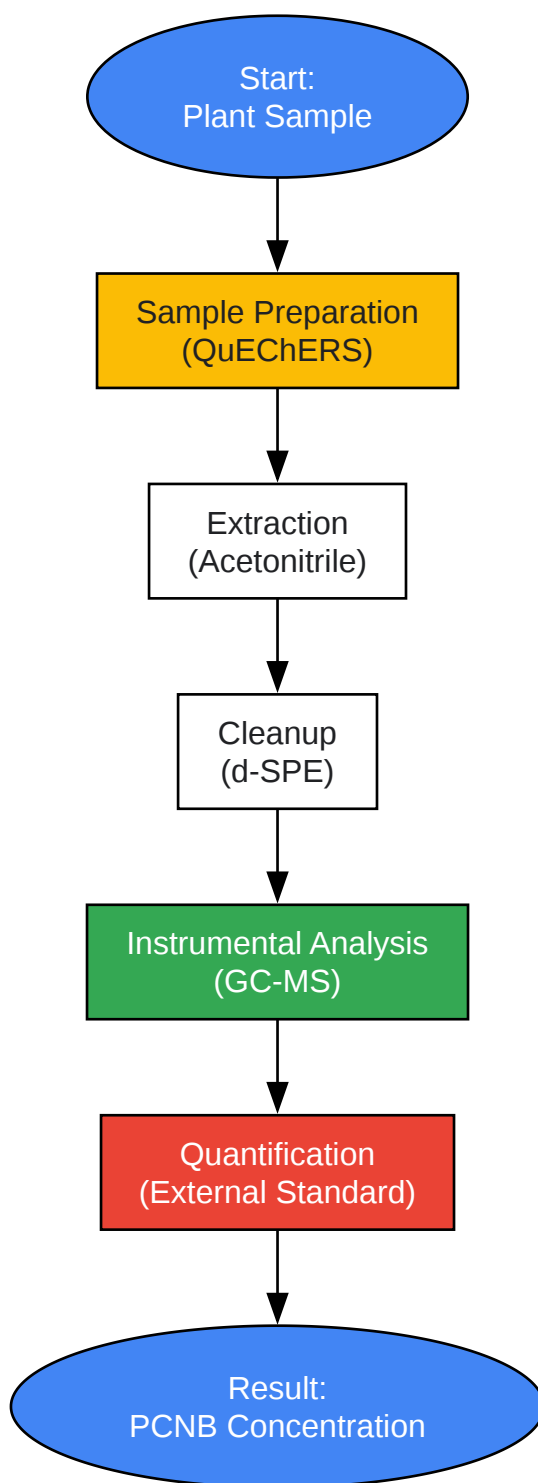 Start:
Plant Sample
Sample Preparation
(QuEChERS)
Extraction
(Acetonitrile)
Cleanup
(d-SPE)
Instrumental Analysis
(GC-MS)
Quantification
(External Standard)
Result:
PCNB Concentration